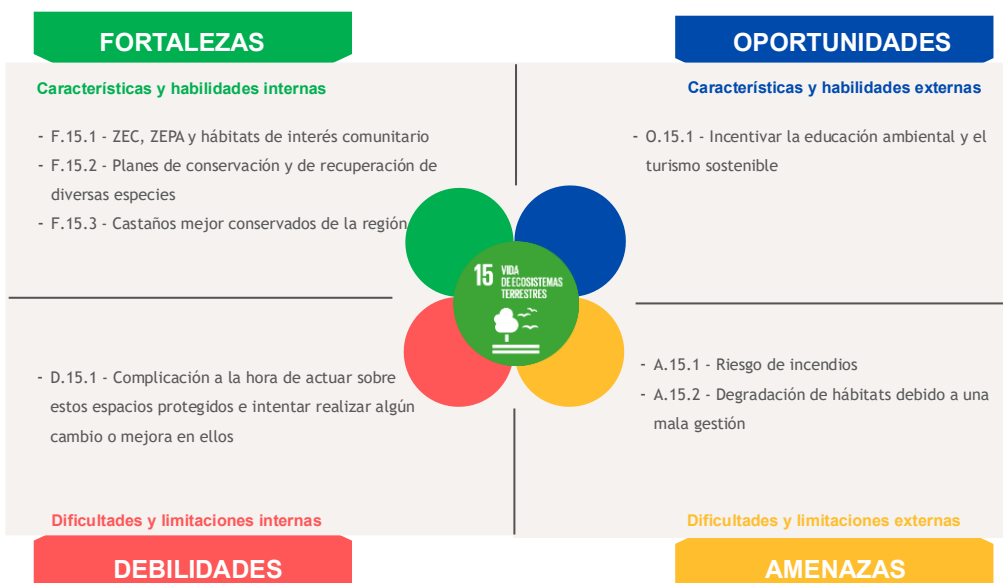 FORTALEZAS
Características y habilidades internas
- F.15.1 - ZEC, ZEPA y hábitats de interés comunitario
- F.15.2 - Planes de conservación y de recuperación de
diversas especies
- F.15.3 - Castaños mejor conservados de la región
OPORTUNIDADES
Características y habilidades externas
- O.15.1 - Incentivar la educación ambiental y el
turismo sostenible
15 VIDA
DE ECOSISTEMAS
TERRESTRES
- D.15.1 - Complicación a la hora de actuar sobre
estos espacios protegidos e intentar realizar algún
cambio o mejora en ellos
Dificultades y limitaciones internas
DEBILIDADES
- A.15.1 - Riesgo de incendios
- A.15.2 - Degradación de hábitats debido a una
mala gestión
Dificultades y limitaciones externas
AMENAZAS